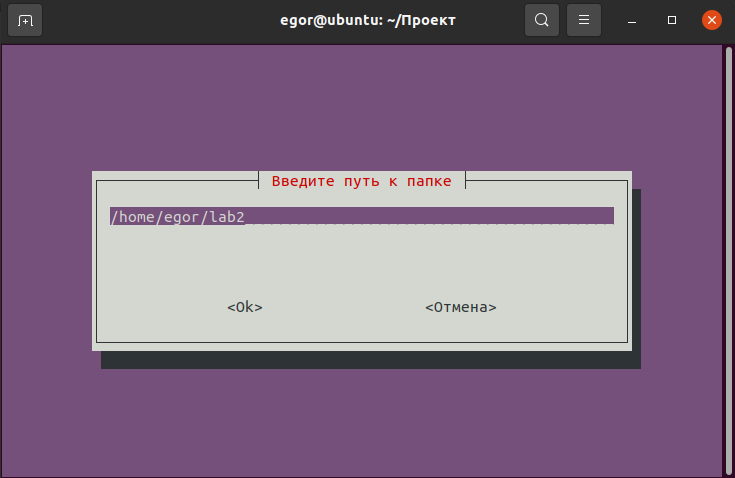 egor@ubuntu: ~/Проект
Введите путь к папке
/home/egor/lab2
<Ok> <Отмена>